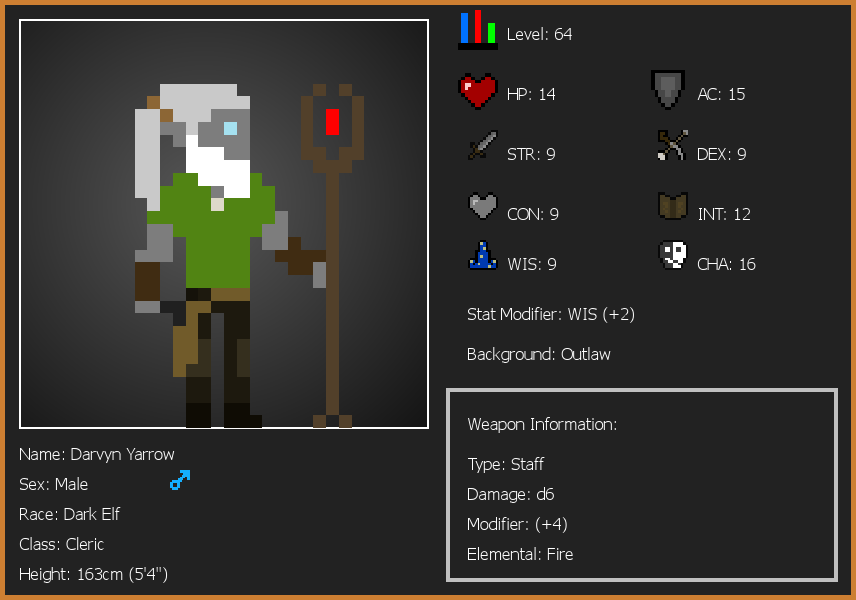 Level: 64
HP: 14
AC: 15
STR: 9
DEX: 9
CON: 9
INT: 12
WIS: 9
CHA: 16
Stat Modifier: WIS (+2)
Background: Outlaw
Weapon Information:
Type: Staff
Damage: d6
Modifier: (+4)
Elemental: Fire
Name: Darvyn Yarrow
Sex: Male
Race: Dark Elf
Class: Cleric
Height: 163cm (5'4")